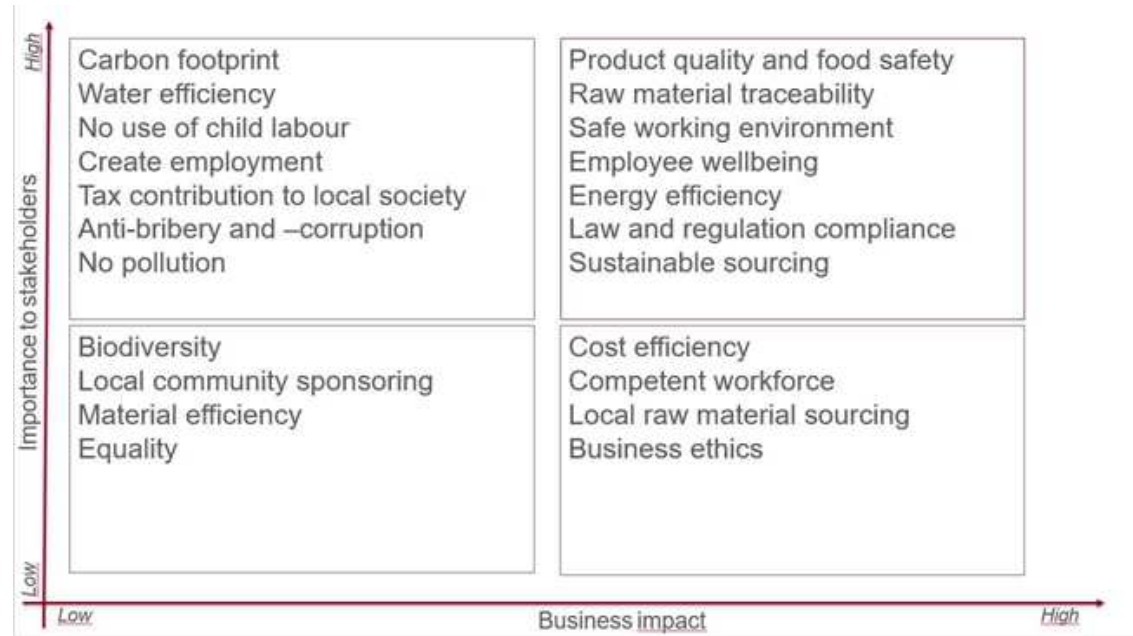 High
Importance to stakeholders
Low
Carbon footprint
Water efficiency
No use of child labour
Create employment
Tax contribution to local society
Anti-bribery and –corruption
No pollution
Product quality and food safety
Raw material traceability
Safe working environment
Employee wellbeing
Energy efficiency
Law and regulation compliance
Sustainable sourcing
Biodiversity
Local community sponsoring
Material efficiency
Equality
Cost efficiency
Competent workforce
Local raw material sourcing
Business ethics
Low
Business impact
High